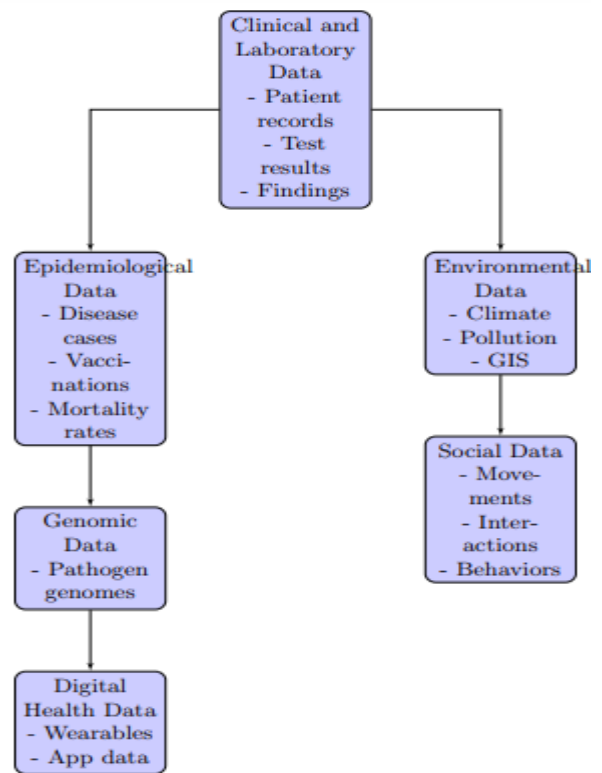 Clinical and
Laboratory
Data
- Patient
records
- Test
results
- Findings
Epidemiological
Data
- Disease
cases
- Vacci-
nations
- Mortality
rates
Environmental
Data
- Climate
- Pollution
- GIS
Genomic
Data
- Pathogen
genomes
Social Data
- Move-
ments
- Inter-
actions
- Behaviors
Digital
Health Data
- Wearables
- App data